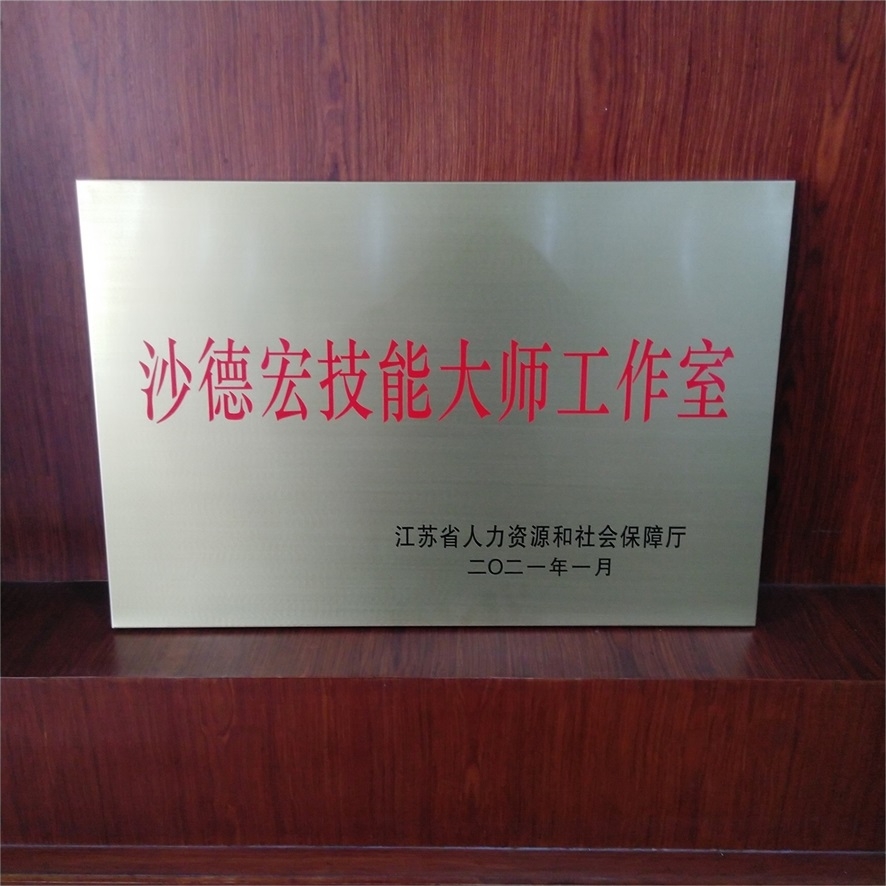 沙德宏技能大师工作室
江苏省人力资源和社会保障厅
二〇二一年一月